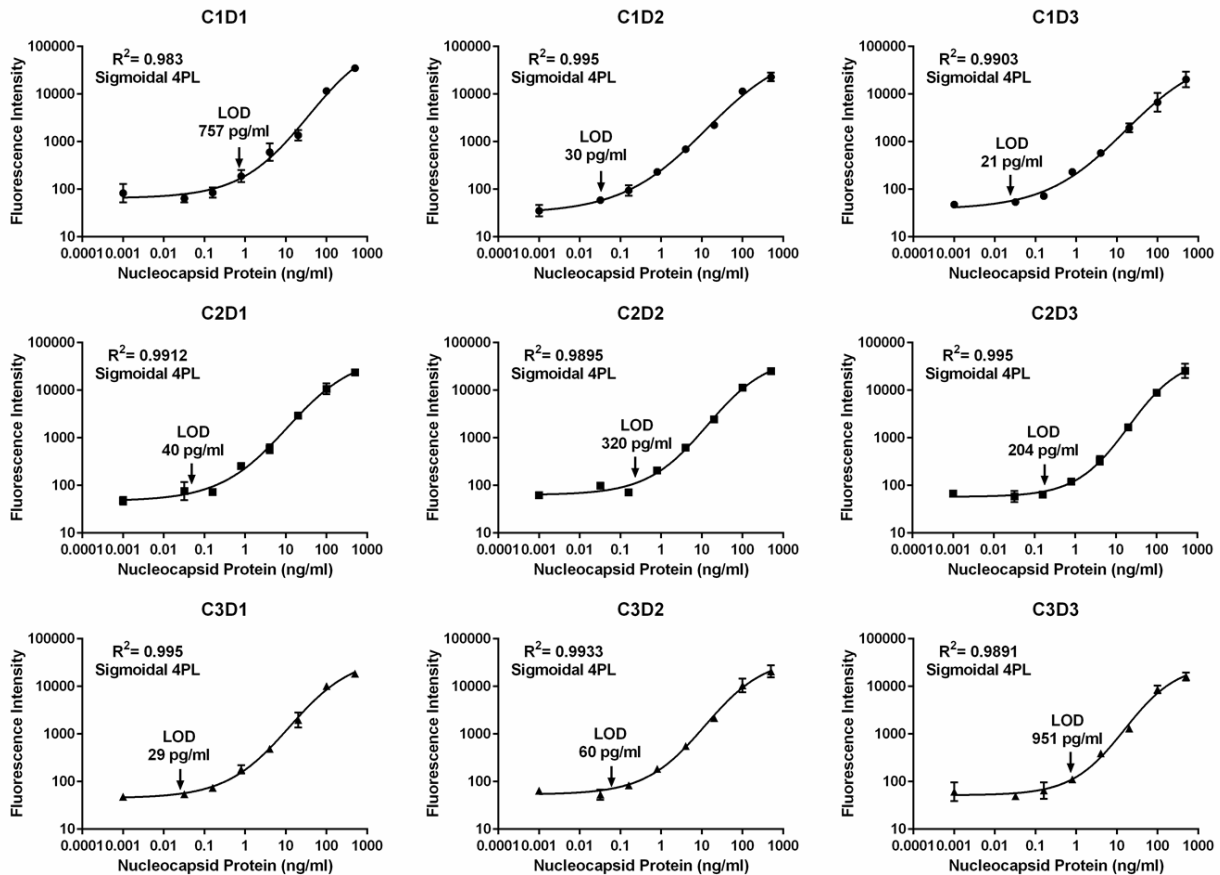 C1D1
100000
10000
1000
100
10
Fluorescence Intensity
R²= 0.983
Sigmoidal 4PL
LOD
757 pg/ml
0.0001 0.001 0.01 0.1 1 10 100 1000
Nucleocapsid Protein (ng/ml)
C1D2
100000
10000
1000
100
10
Fluorescence Intensity
R²= 0.995
Sigmoidal 4PL
LOD
30 pg/ml
0.0001 0.001 0.01 0.1 1 10 100 1000
Nucleocapsid Protein (ng/ml)
C1D3
100000
10000
1000
100
10
Fluorescence Intensity
R²= 0.9903
Sigmoidal 4PL
LOD
21 pg/ml
0.0001 0.001 0.01 0.1 1 10 100 1000
Nucleocapsid Protein (ng/ml)
C2D1
100000
10000
1000
100
10
Fluorescence Intensity
R²= 0.9912
Sigmoidal 4PL
LOD
40 pg/ml
0.0001 0.001 0.01 0.1 1 10 100 1000
Nucleocapsid Protein (ng/ml)
C2D2
100000
10000
1000
100
10
Fluorescence Intensity
R²= 0.9895
Sigmoidal 4PL
LOD
320 pg/ml
0.0001 0.001 0.01 0.1 1 10 100 1000
Nucleocapsid Protein (ng/ml)
C2D3
100000
10000
1000
100
10
Fluorescence Intensity
R²= 0.995
Sigmoidal 4PL
LOD
204 pg/ml
0.0001 0.001 0.01 0.1 1 10 100 1000
Nucleocapsid Protein (ng/ml)
C3D1
100000
10000
1000
100
10
Fluorescence Intensity
R²= 0.995
Sigmoidal 4PL
LOD
29 pg/ml
0.0001 0.001 0.01 0.1 1 10 100 1000
Nucleocapsid Protein (ng/ml)
C3D2
100000
10000
1000
100
10
Fluorescence Intensity
R²= 0.9933
Sigmoidal 4PL
LOD
60 pg/ml
0.0001 0.001 0.01 0.1 1 10 100 1000
Nucleocapsid Protein (ng/ml)
C3D3
100000
10000
1000
100
10
Fluorescence Intensity
R²= 0.9891
Sigmoidal 4PL
LOD
951 pg/ml
0.0001 0.001 0.01 0.1 1 10 100 1000
Nucleocapsid Protein (ng/ml)